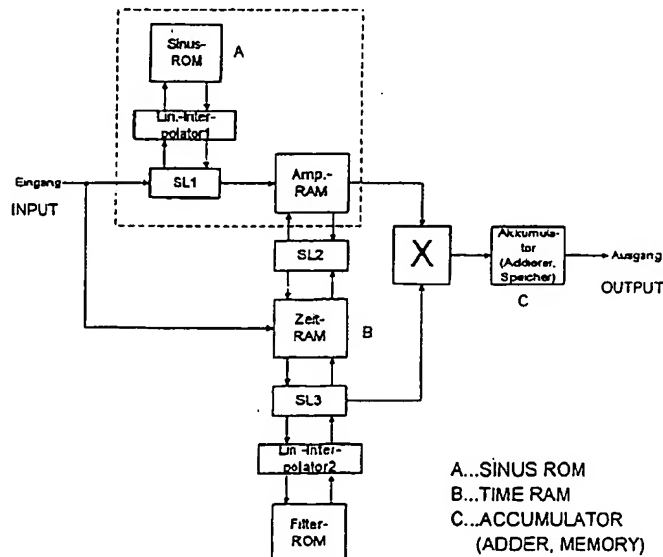 Sinus-
ROM
A
Lin.-Inter-
polator1
Eingang
INPUT
SL1
Amp.-
RAM
SL2
X
Akkumula-
tor
(Addierer,
Speicher)
C
Ausgang
OUTPUT
Zeit-
RAM
B
SL3
Lin.-Inter-
polator2
Filter-
ROM
A...SINUS ROM
B...TIME RAM
C...ACCUMULATOR
(ADDER, MEMORY)